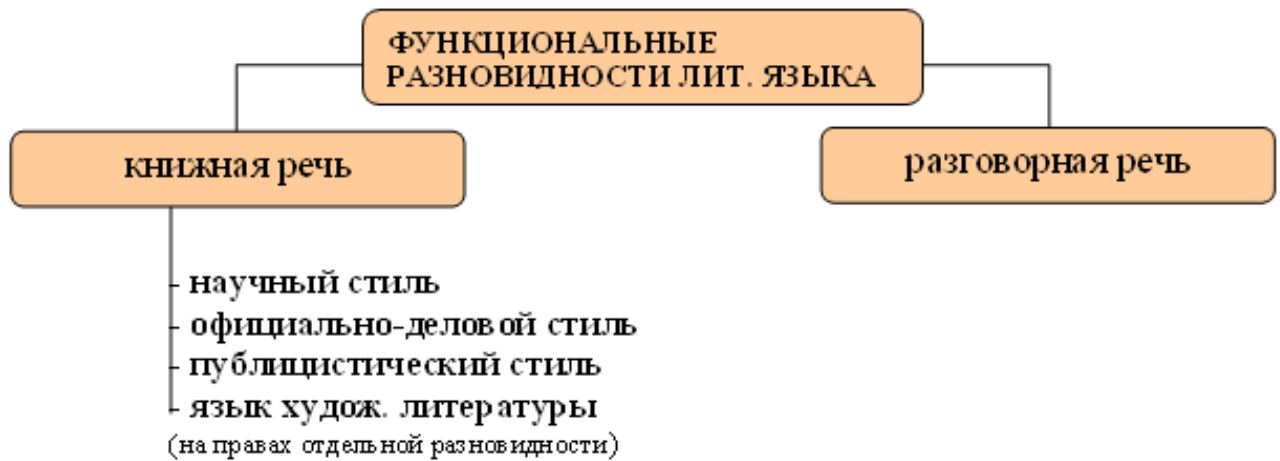 ФУНКЦИОНАЛЬНЫЕ
РАЗНОВИДНОСТИ ЛИТ. ЯЗЫКА
книжная речь
разговорная речь
- научный стиль
- официально-деловой стиль
- публицистический стиль
- язык худож. литературы
(на правах отдельной разновидности)